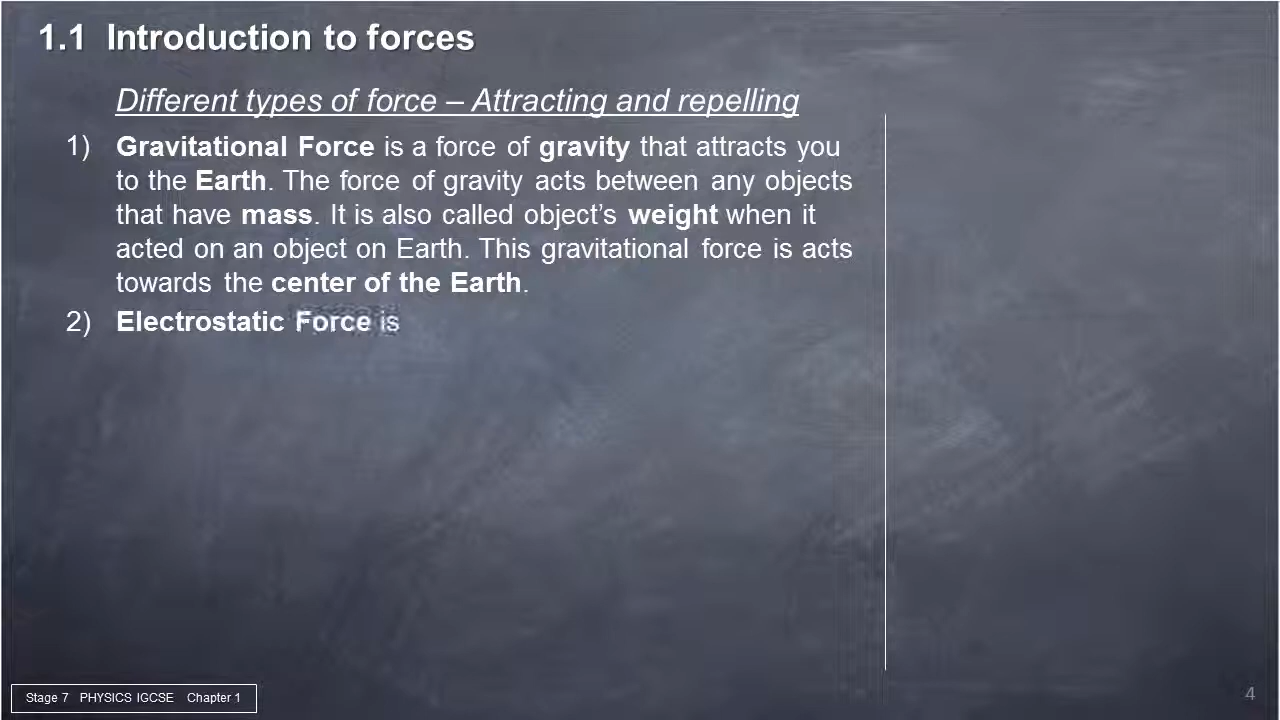 1.1 Introduction to forces
Different types of force – Attracting and repelling
1) Gravitational Force is a force of gravity that attracts you
to the Earth. The force of gravity acts between any objects
that have mass. It is also called object’s weight when it
acted on an object on Earth. This gravitational force is acts
towards the center of the Earth.
2) Electrostatic Force is
Stage 7 PHYSICS IGCSE Chapter 1
4